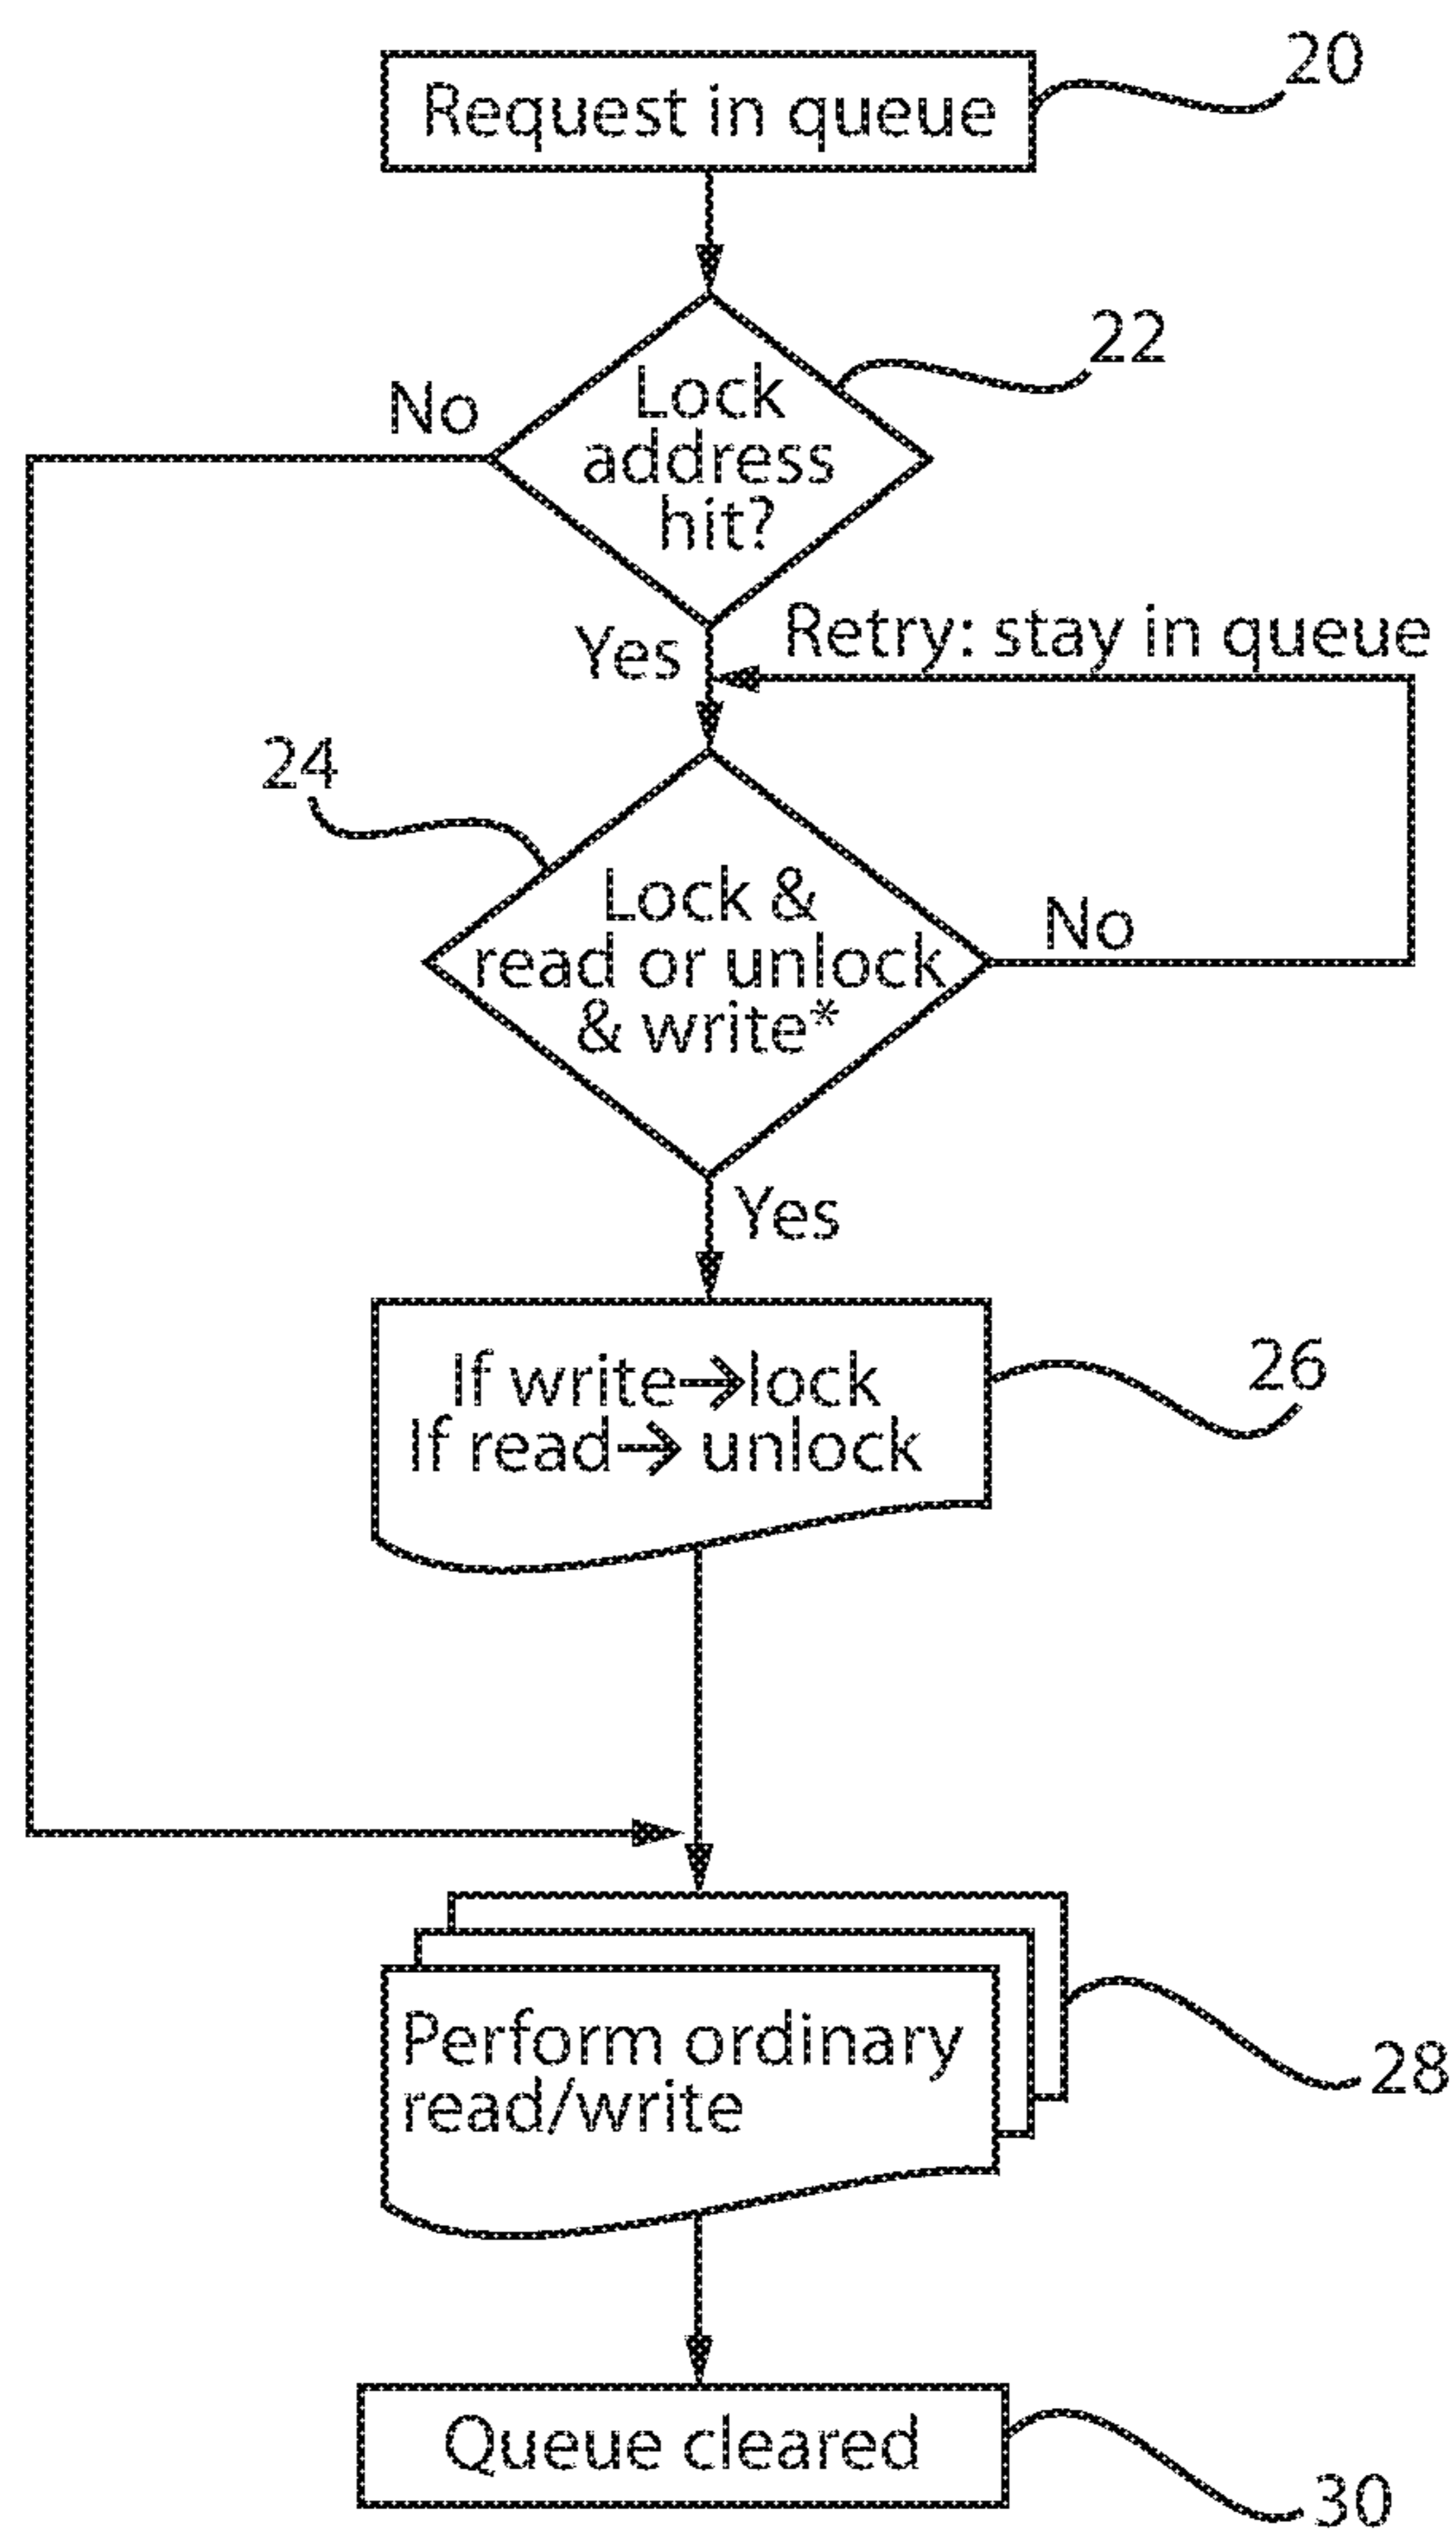 20
Request in queue
22
No
Lock
address
hit?
Yes
Retry: stay in queue
24
Lock &
read or unlock
& write*
No
Yes
If write→lock
If read→ unlock
26
Perform ordinary
read/write
28
Queue cleared
30